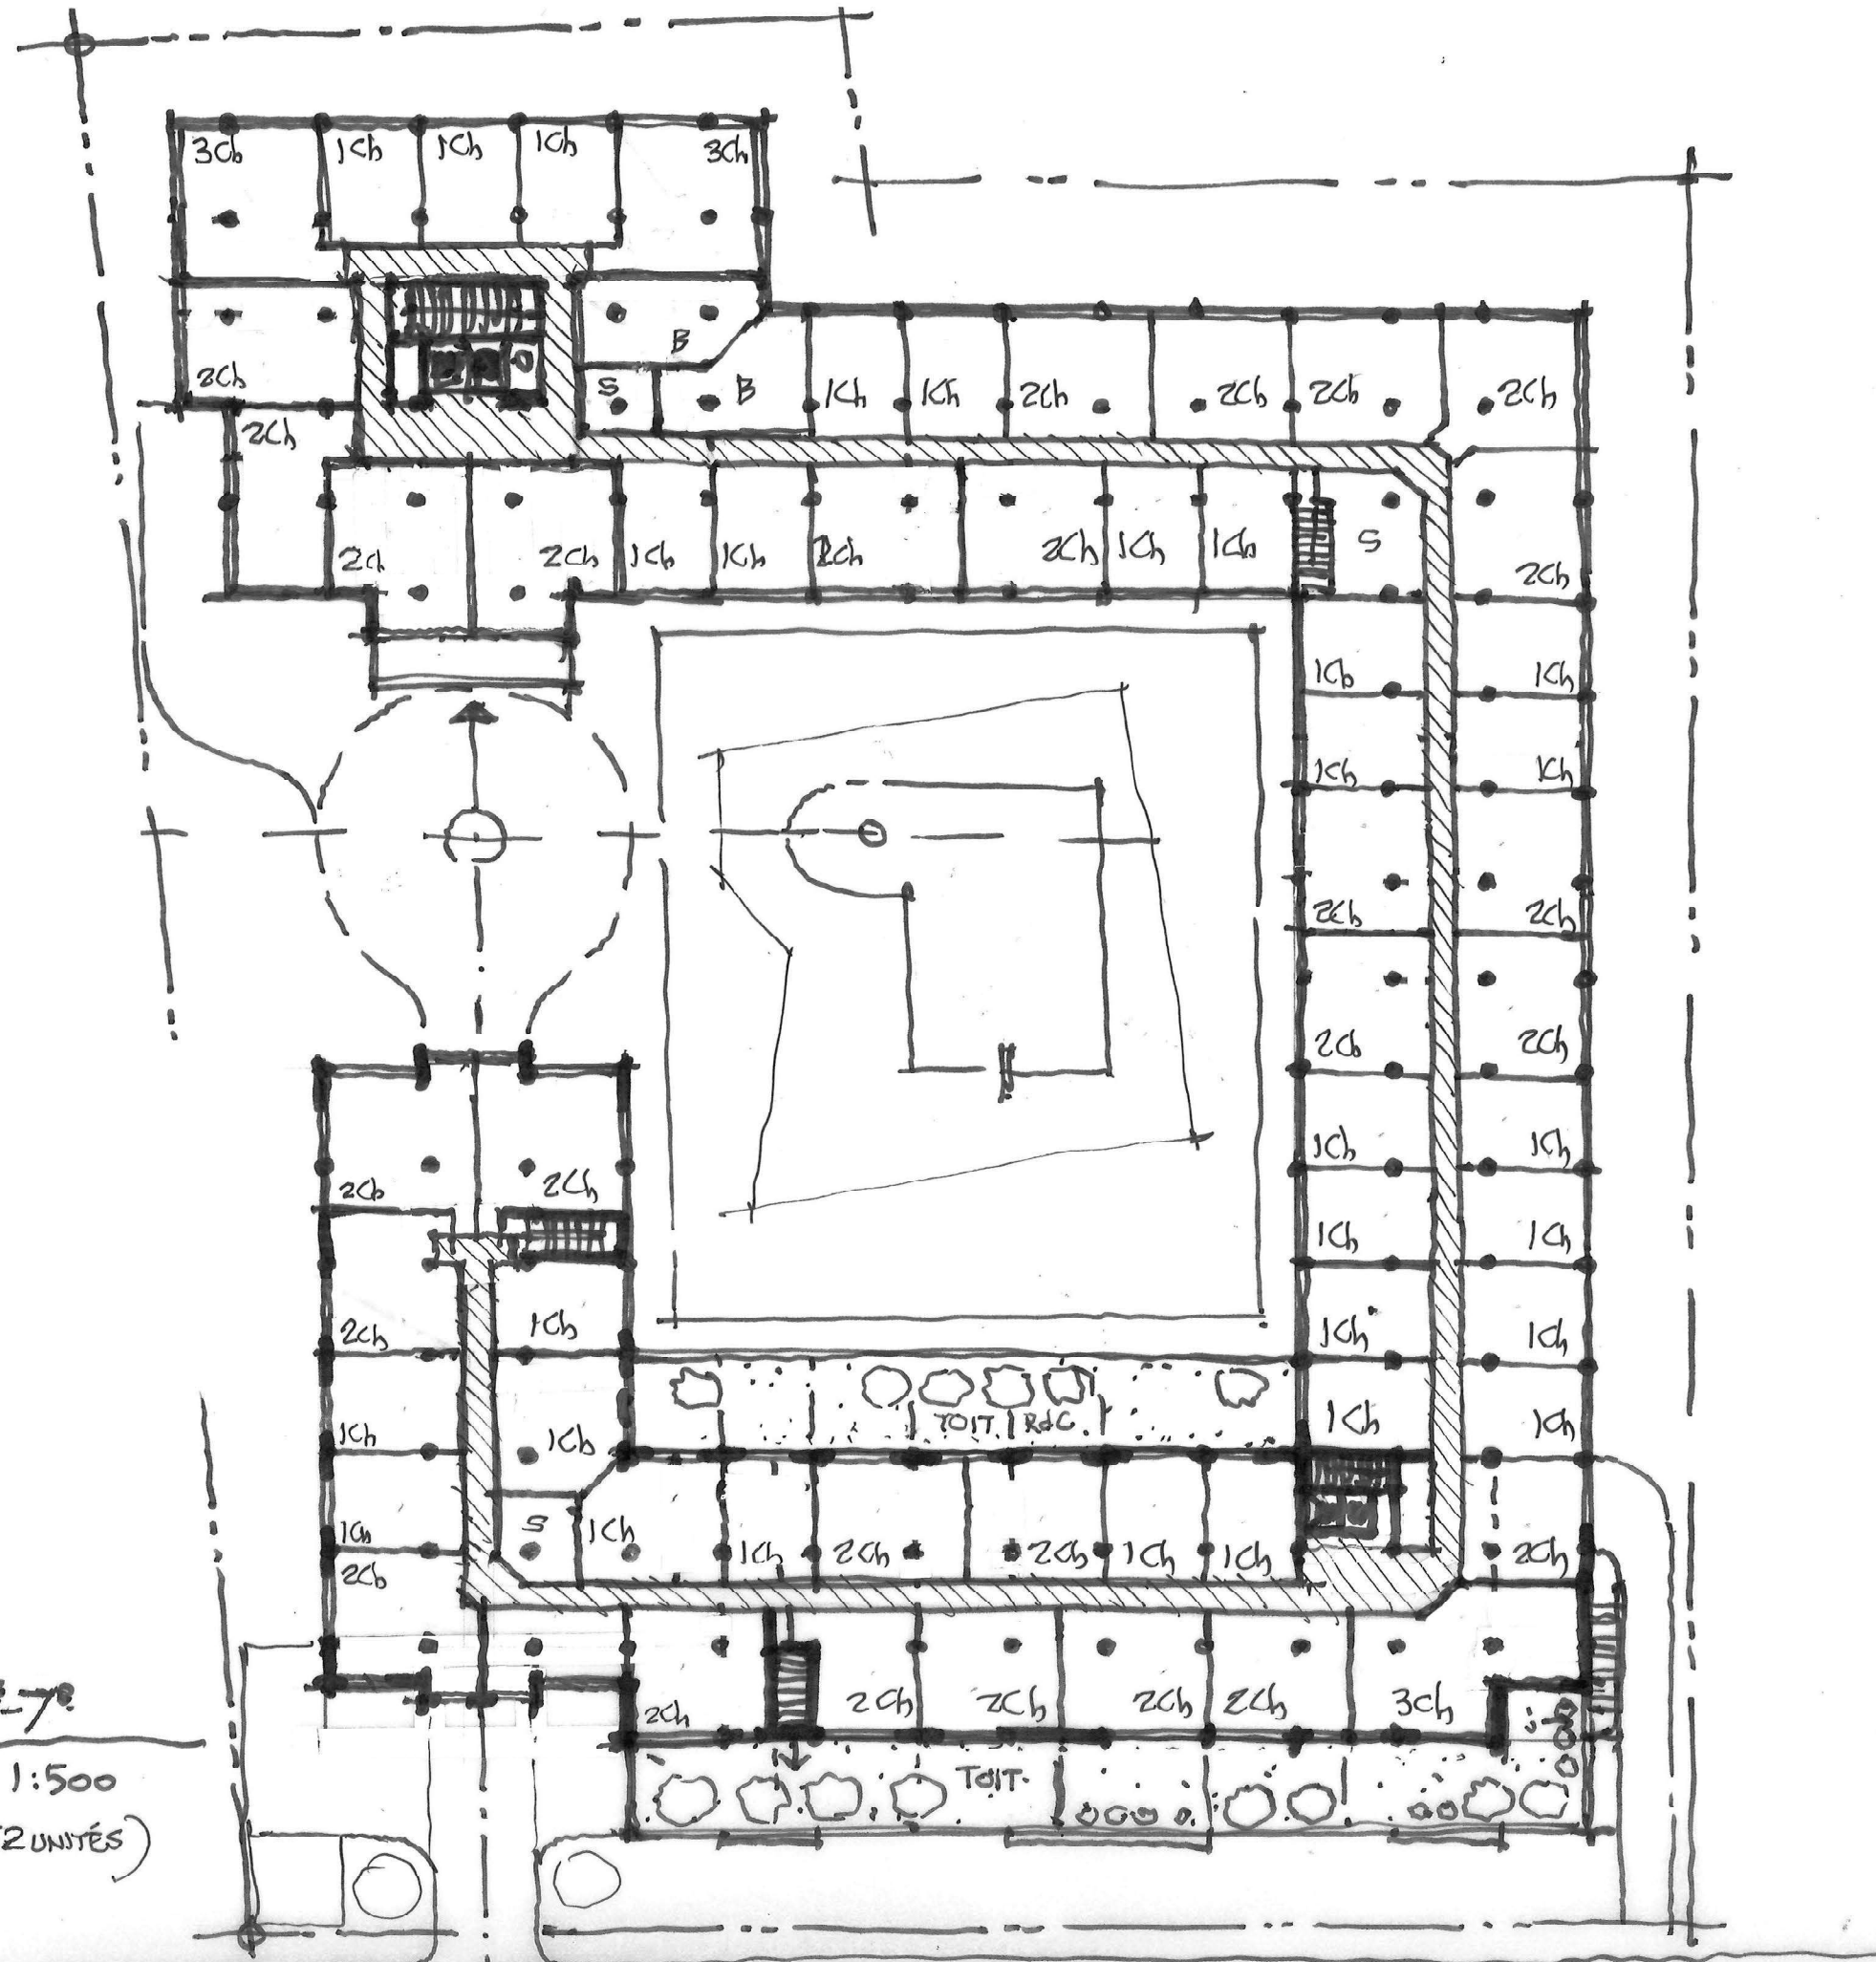 3Ch 1Ch 1Ch 1Ch 3Ch
2Ch B
S B 1Ch 1Ch 2Ch 2Ch 2Ch 2Ch
2Ch
2Ch 2Ch 1Ch 1Ch 2Ch 2Ch 1Ch 1Ch S 2Ch
1Ch 1Ch
1Ch 1Ch
2Ch 2Ch
2Ch 2Ch
1Ch 1Ch
2Ch 2Ch
1Ch 1Ch
2Ch 1Ch 1Ch 1Ch
TOIT RdC. 1Ch 1Ch
1Ch 1Ch
1Ch S 1Ch 1Ch 2Ch 2Ch 1Ch 1Ch 2Ch
2Ch
2Ch 2Ch 2Ch 2Ch 2Ch 3Ch
TOIT.
1:500
2 UNITÉS)